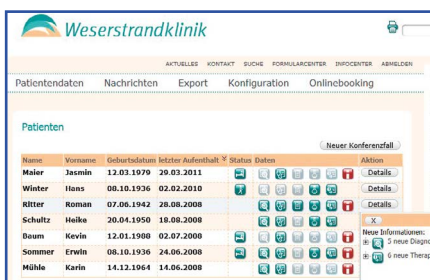 Weserstrandklinik
AKTUELLES KONTAKT SUCHE FORMULARCENTER INFOCENTER ABMELDEN
Patientendaten Nachrichten Export Konfiguration Onlinebooking
Patienten
Neuer Konferenzfall
Name Vorname Geburtsdatum letzter Aufenthalt Status Daten Aktion
Maier Jasmin 12.03.1979 29.03.2011 Details
Winter Hans 08.10.1936 02.02.2010 Details
Ritter Roman 07.06.1942 28.08.2008 Details
Schultz Heike 20.04.1950 18.08.2008
X
Baum Kevin 12.01.1988 02.07.2008
Neue Informationen:
5 neue Diagno
Sommer Erwin 08.10.1936 24.06.2008
6 neue Therap
Mühle Karin 14.12.1964 14.06.2008